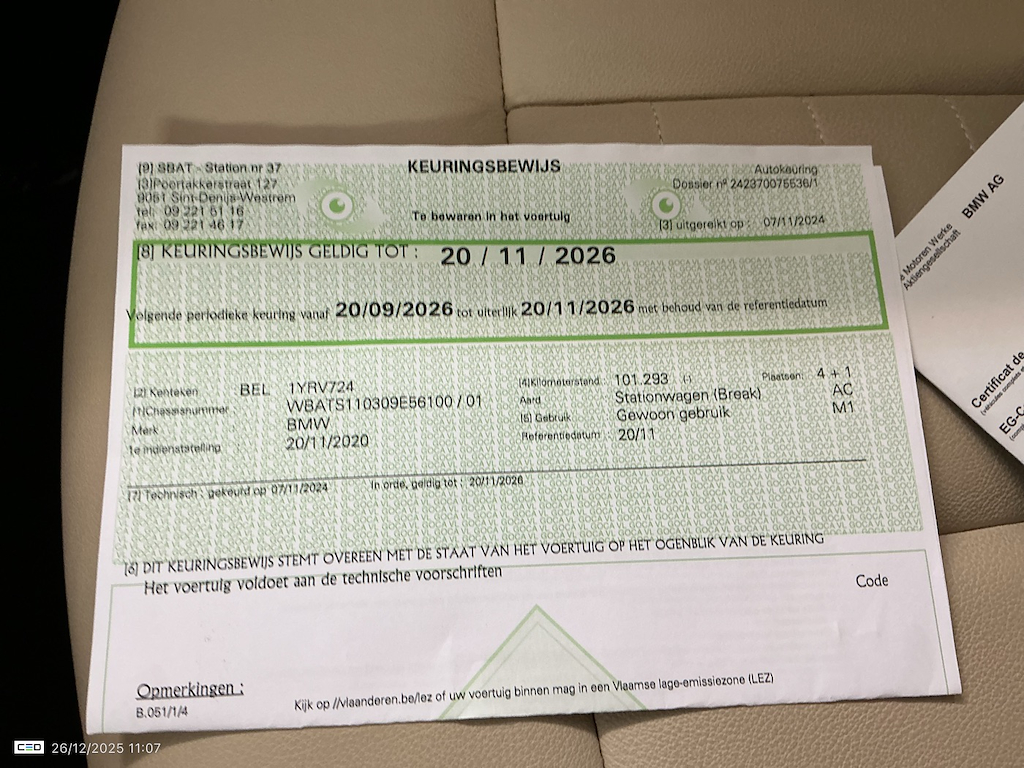 [9] SBAT - Station nr 37
[3]Poortakkerstraat 127
9051 Sint-Denijs-Westrem
tel: 09 221 51 16
fax: 09 221 46 17
KEURINGSBEWIJS
Te bewaren in het voertuig
Autokeuring
Dossier nº 242370075536/1
[3] uitgereikt op : 07/11/2024
[8] KEURINGSBEWIJS GELDIG TOT : 20 / 11 / 2026
Volgende periodieke keuring vanaf 20/09/2026 tot uiterlijk 20/11/2026 met behoud van de referentiedatum
[2] Kenteken BEL 1YRV724
[1]Chassisnummer WBATS110309E56100 / 01
Merk BMW
1e indienststelling 20/11/2020
[4]Kilometerstand: 101.293 (-) Plaatsen: 4 + 1
Aard Stationwagen (Break) AC
[5] Gebruik Gewoon gebruik M1
Referentiedatum : 20/11
[7] Technisch : gekeurd op 07/11/2024 In orde, geldig tot : 20/11/2026
[6] DIT KEURINGSBEWIJS STEMT OVEREEN MET DE STAAT VAN HET VOERTUIG OP HET OGENBLIK VAN DE KEURING
Het voertuig voldoet aan de technische voorschriften
Code
Opmerkingen :
B.051/1/4
Kijk op //vlaanderen.be/lez of uw voertuig binnen mag in een Vlaamse lage-emissiezone (LEZ)
Motoren Werke
Aktiengesellschaft
BMW AG
Certificat de
EG-C
CEO 26/12/2025 11:07